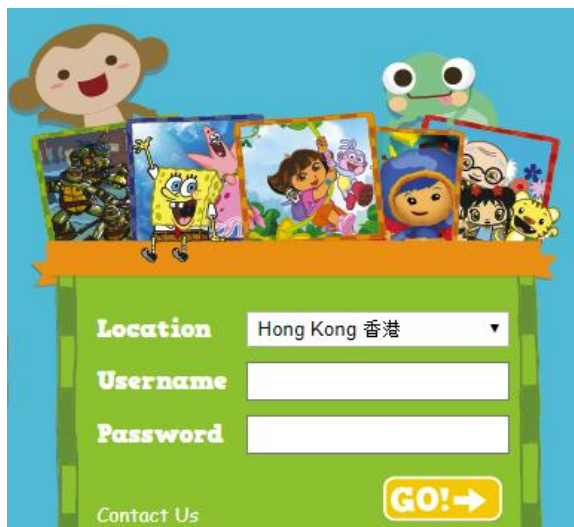 Location Hong Kong 香港
Username
Password
GO!
Contact Us